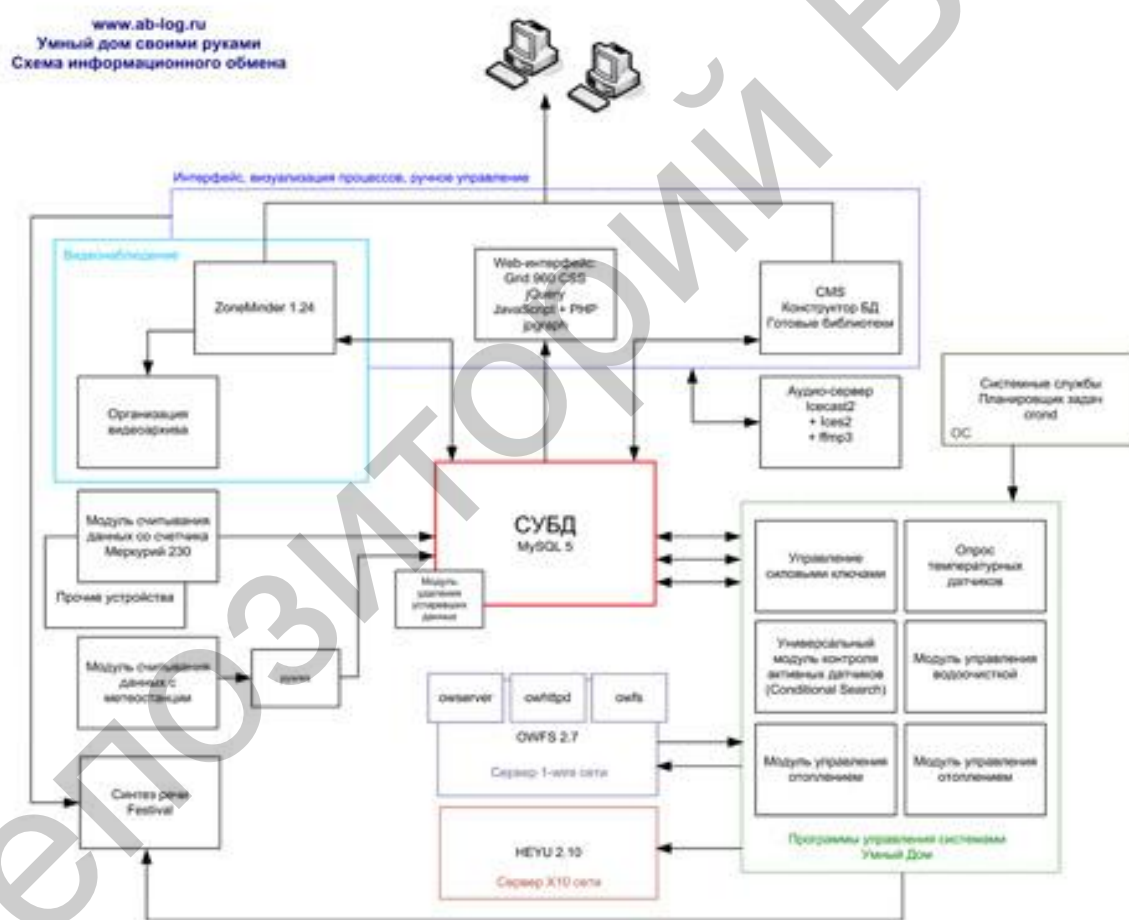 www.ab-log.ru
Умный дом своими руками
Схема информационного обмена
Интерфейс, визуализация процессов, ручное управление
Видеонаблюдение
ZoneMinder 1.24
Web-интерфейс:
Grid 960 CSS
jQuery
JavaScript + PHP
jpgraph
CMS
Конструктор БД
Готовые библиотеки
Организация
видеоархива
Аудио-сервер
Icecast2
+ Ices2
+ ffmp3
Системные службы
Планировщик задач
crond
ОС
Модуль считывания
данных со счетчика
Меркурий 230
Прочие устройства
СУБД
MySQL 5
Модуль
удаления
устаревших
данных
Управление
силовыми ключами
Опрос
температурных
датчиков
Модуль считывания
данных с
метеостанции
Универсальный
модуль контроля
активных датчиков
(Conditional Search)
Модуль управления
водоочисткой
owserver
owhttpd
owfs
OWFS 2.7
Сервер 1-wire сети
Модуль управления
отоплением
Модуль управления
отоплением
Синтез речи
Festival
HEYU 2.10
Сервер X10 сети
Программы управления системами
Умный Дом
ЕПОЗИТОРИЙ В